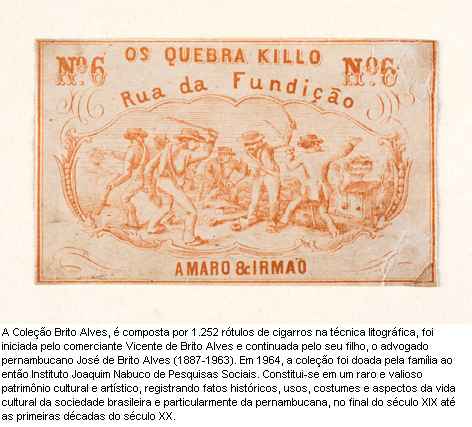 OS QUEBRA KILLO
Nº 6 Nº 6
Rua da Fundição
AMARO & IRMÃO
A Coleção Brito Alves, é composta por 1.252 rótulos de cigarros na técnica litográfica, foi
iniciada pelo comerciante Vicente de Brito Alves e continuada pelo seu filho, o advogado
pernambucano José de Brito Alves (1887-1963). Em 1964, a coleção foi doada pela família ao
então Instituto Joaquim Nabuco de Pesquisas Sociais. Constitui-se em um raro e valioso
patrimônio cultural e artístico, registrando fatos históricos, usos, costumes e aspectos da vida
cultural da sociedade brasileira e particularmente da pernambucana, no final do século XIX até
as primeiras décadas do século XX.